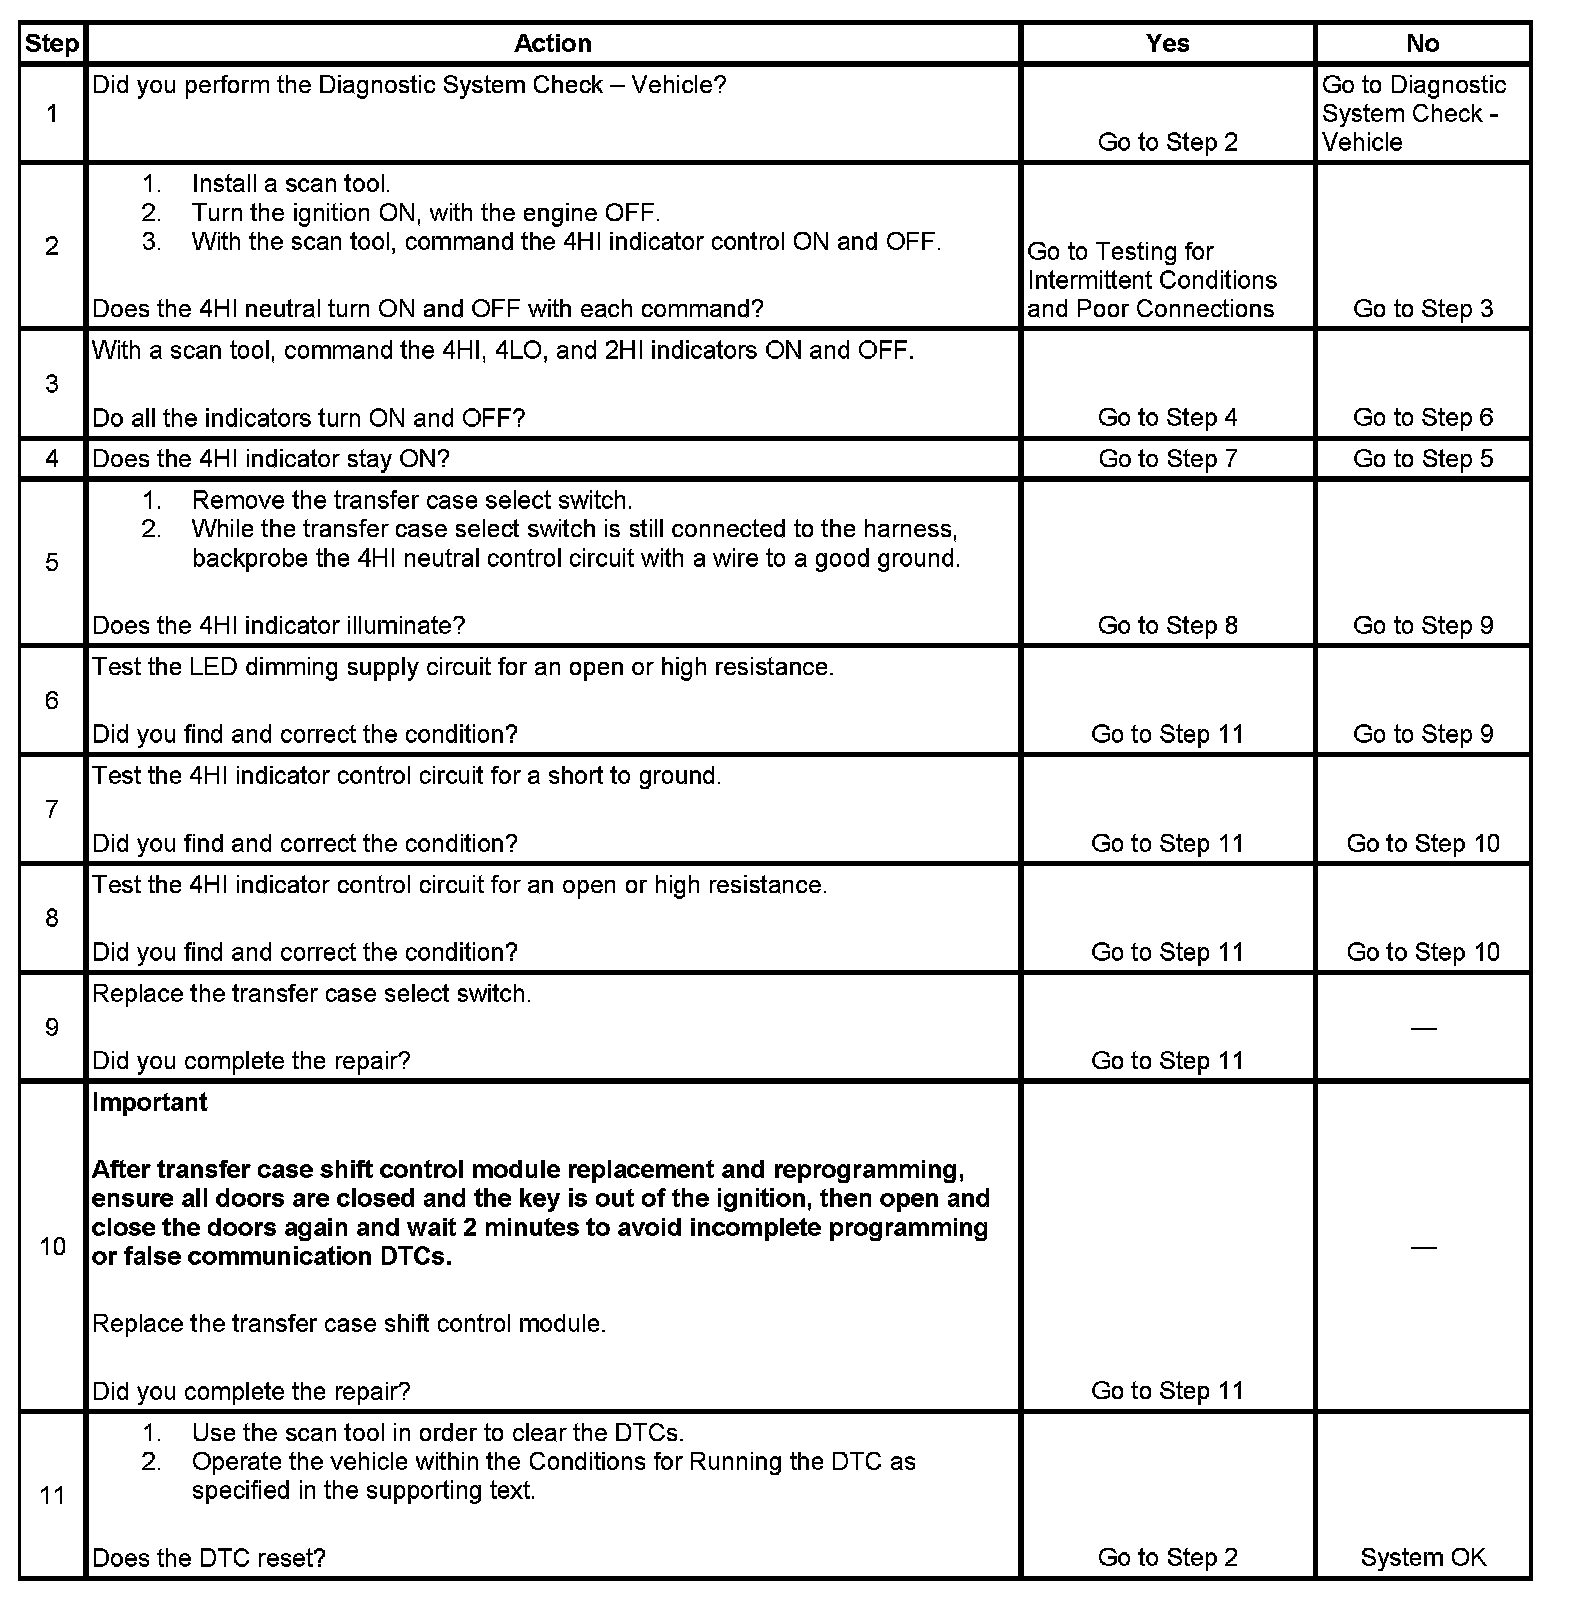 Step Action Yes No
1
Did you perform the Diagnostic System Check – Vehicle?
Go to Step 2
Go to Diagnostic
System Check -
Vehicle
2
1. Install a scan tool.
2. Turn the ignition ON, with the engine OFF.
3. With the scan tool, command the 4HI indicator control ON and OFF.
Does the 4HI neutral turn ON and OFF with each command?
Go to Testing for
Intermittent Conditions
and Poor Connections
Go to Step 3
3
With a scan tool, command the 4HI, 4LO, and 2HI indicators ON and OFF.
Do all the indicators turn ON and OFF?
Go to Step 4
Go to Step 6
4
Does the 4HI indicator stay ON?
Go to Step 7
Go to Step 5
5
1. Remove the transfer case select switch.
2. While the transfer case select switch is still connected to the harness,
backprobe the 4HI neutral control circuit with a wire to a good ground.
Does the 4HI indicator illuminate?
Go to Step 8
Go to Step 9
6
Test the LED dimming supply circuit for an open or high resistance.
Did you find and correct the condition?
Go to Step 11
Go to Step 9
7
Test the 4HI indicator control circuit for a short to ground.
Did you find and correct the condition?
Go to Step 11
Go to Step 10
8
Test the 4HI indicator control circuit for an open or high resistance.
Did you find and correct the condition?
Go to Step 11
Go to Step 10
9
Replace the transfer case select switch.
Did you complete the repair?
Go to Step 11
—
10
Important
After transfer case shift control module replacement and reprogramming,
ensure all doors are closed and the key is out of the ignition, then open and
close the doors again and wait 2 minutes to avoid incomplete programming
or false communication DTCs.
Replace the transfer case shift control module.
Did you complete the repair?
Go to Step 11
—
11
1. Use the scan tool in order to clear the DTCs.
2. Operate the vehicle within the Conditions for Running the DTC as
specified in the supporting text.
Does the DTC reset?
Go to Step 2
System OK